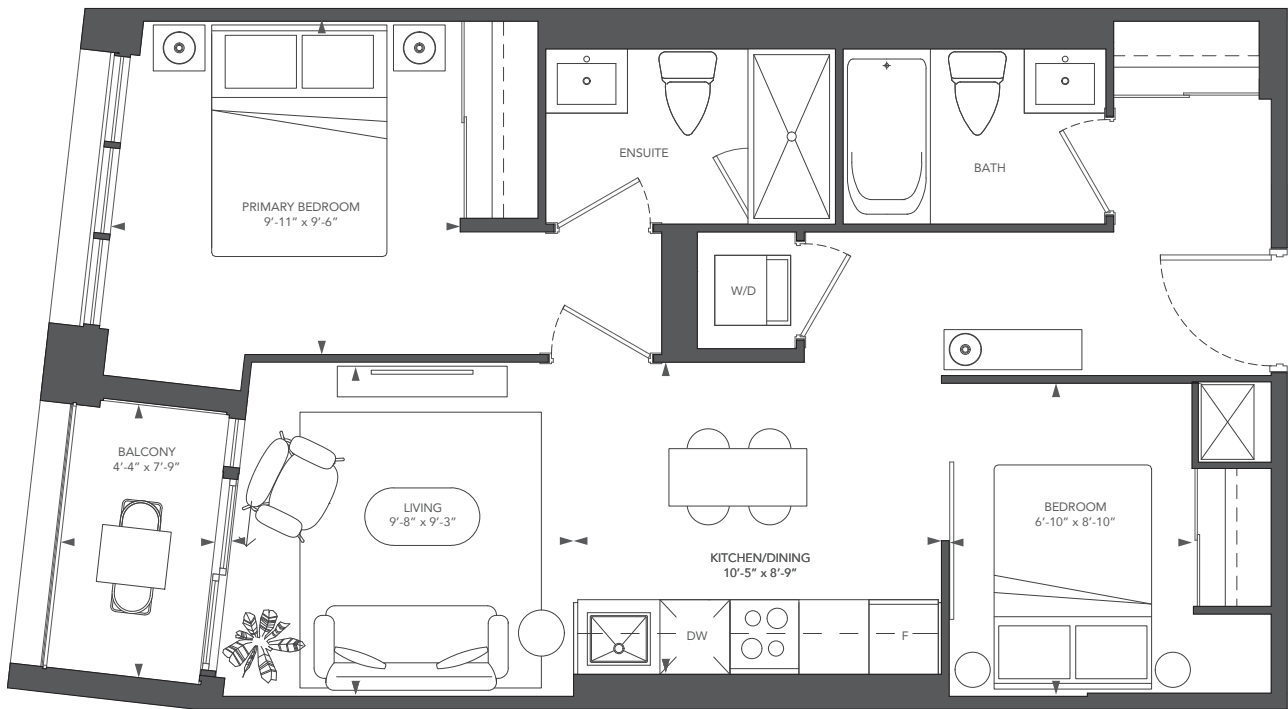 ENSUITE
BATH
PRIMARY BEDROOM
9'-11" x 9'-6"
W/D
BALCONY
4'-4" x 7'-9"
LIVING
9'-8" x 9'-3"
BEDROOM
6'-10" x 8'-10"
KITCHEN/DINING
10'-5" x 8'-9"
DW
F